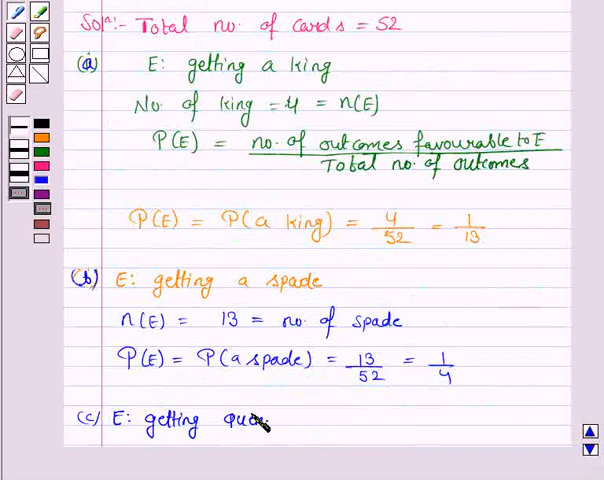 Soln:- Total no. of cards = 52
(a) E: getting a king
No. of king = 4 = n(E)
P(E) = no. of outcomes favourable to E / Total no. of outcomes
P(E) = P(a king) = 4/52 = 1/13
(b) E: getting a spade
n(E) = 13 = no. of spade
P(E) = P(a spade) = 13/52 = 1/4
(c) E: getting